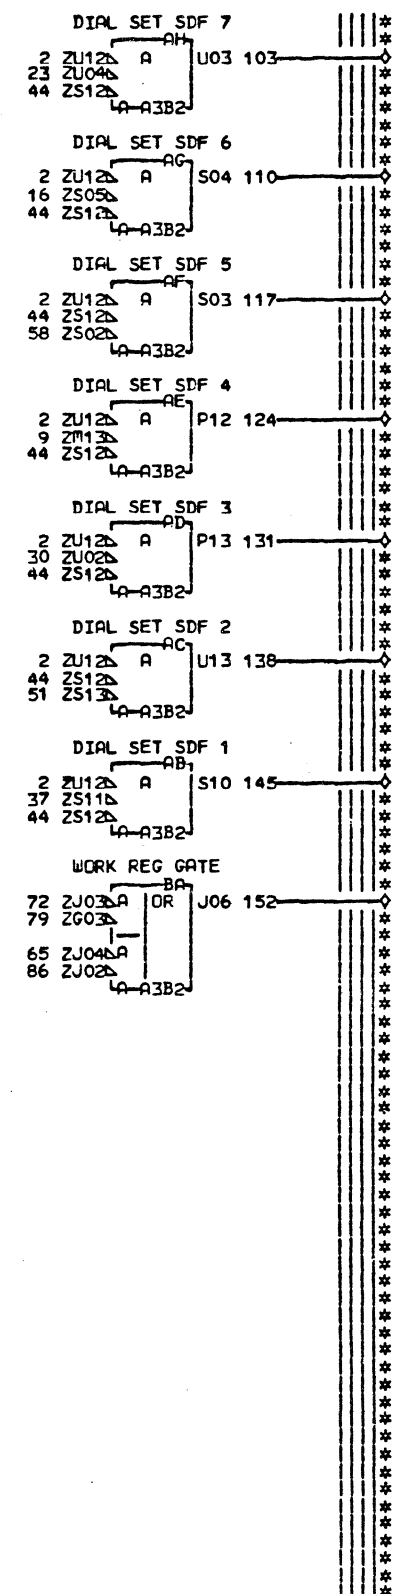 DIAL SET SDF 7
AH
2 ZU12 A U03 103
23 ZU04
44 ZS12
A A3B2
DIAL SET SDF 6
AG
2 ZU12 A S04 110
16 ZS05
44 ZS12
A A3B2
DIAL SET SDF 5
AF
2 ZU12 A S03 117
44 ZS12
58 ZS02
A A3B2
DIAL SET SDF 4
AE
2 ZU12 A P12 124
9 ZM13
44 ZS12
A A3B2
DIAL SET SDF 3
AD
2 ZU12 A P13 131
30 ZU02
44 ZS12
A A3B2
DIAL SET SDF 2
AC
2 ZU12 A U13 138
44 ZS12
51 ZS13
A A3B2
DIAL SET SDF 1
AB
2 ZU12 A S10 145
37 ZS11
44 ZS12
A A3B2
WORK REG GATE
BA
72 ZJ03 A OR J06 152
79 ZG03
65 ZJ04 A
86 ZJ02
A A3B2